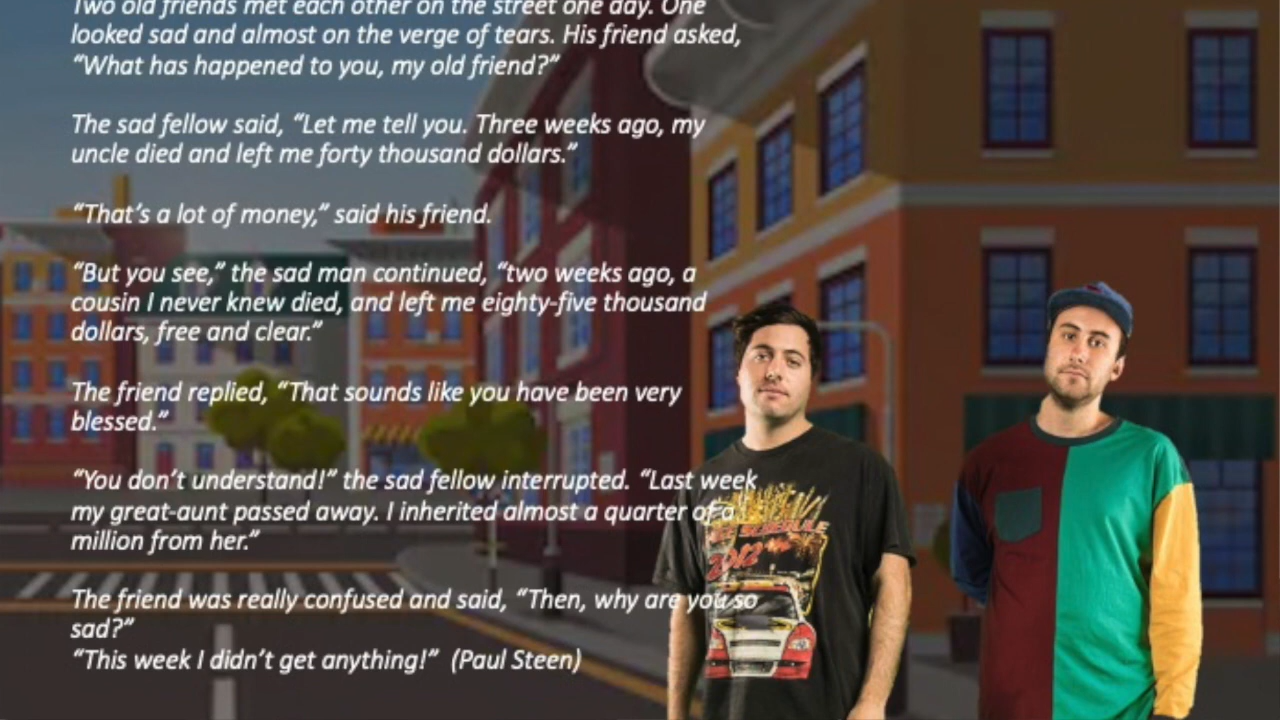 Two old friends met each other on the street one day. One
looked sad and almost on the verge of tears. His friend asked,
“What has happened to you, my old friend?”
The sad fellow said, “Let me tell you. Three weeks ago, my
uncle died and left me forty thousand dollars.”
“That’s a lot of money,” said his friend.
“But you see,” the sad man continued, “two weeks ago, a
cousin I never knew died, and left me eighty-five thousand
dollars, free and clear.”
The friend replied, “That sounds like you have been very
blessed.”
“You don’t understand!” the sad fellow interrupted. “Last week
my great-aunt passed away. I inherited almost a quarter of a
million from her.”
The friend was really confused and said, “Then, why are you so
sad?”
“This week I didn’t get anything!” (Paul Steen)
SCHEDULE
2012